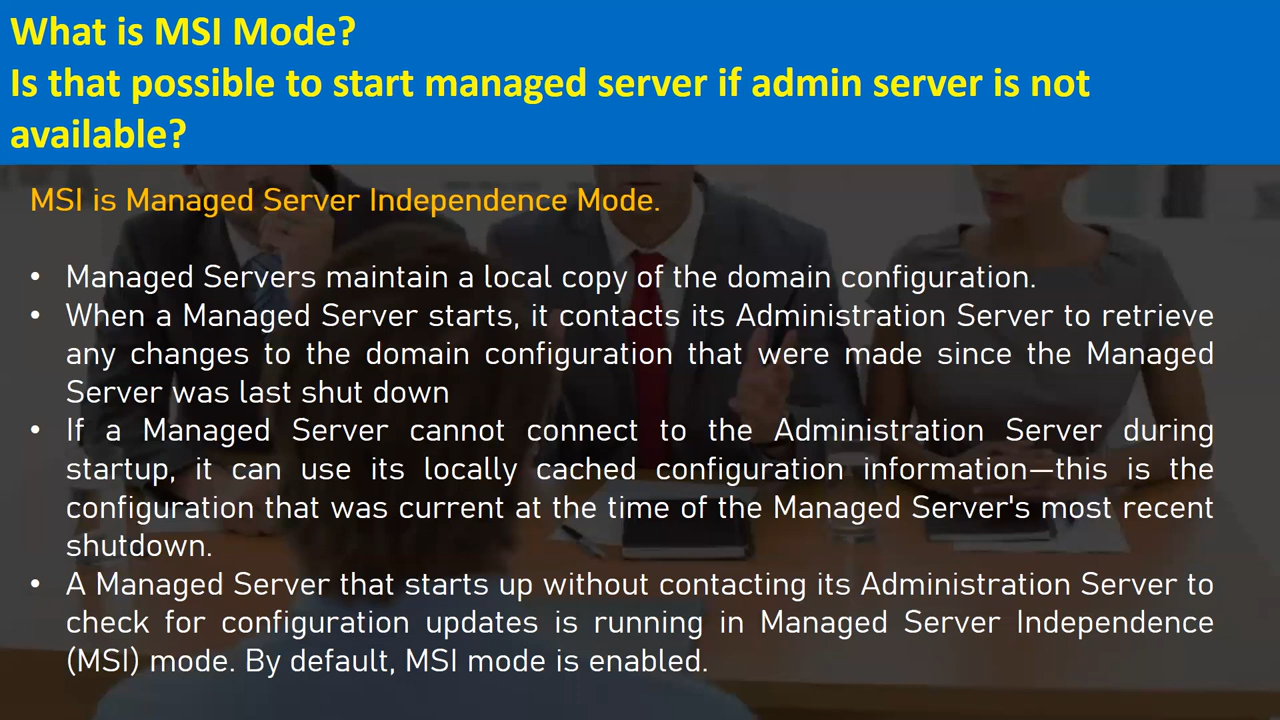 What is MSI Mode?
Is that possible to start managed server if admin server is not
available?
MSI is Managed Server Independence Mode.
• Managed Servers maintain a local copy of the domain configuration.
• When a Managed Server starts, it contacts its Administration Server to retrieve
any changes to the domain configuration that were made since the Managed
Server was last shut down
• If a Managed Server cannot connect to the Administration Server during
startup, it can use its locally cached configuration information—this is the
configuration that was current at the time of the Managed Server's most recent
shutdown.
• A Managed Server that starts up without contacting its Administration Server to
check for configuration updates is running in Managed Server Independence
(MSI) mode. By default, MSI mode is enabled.